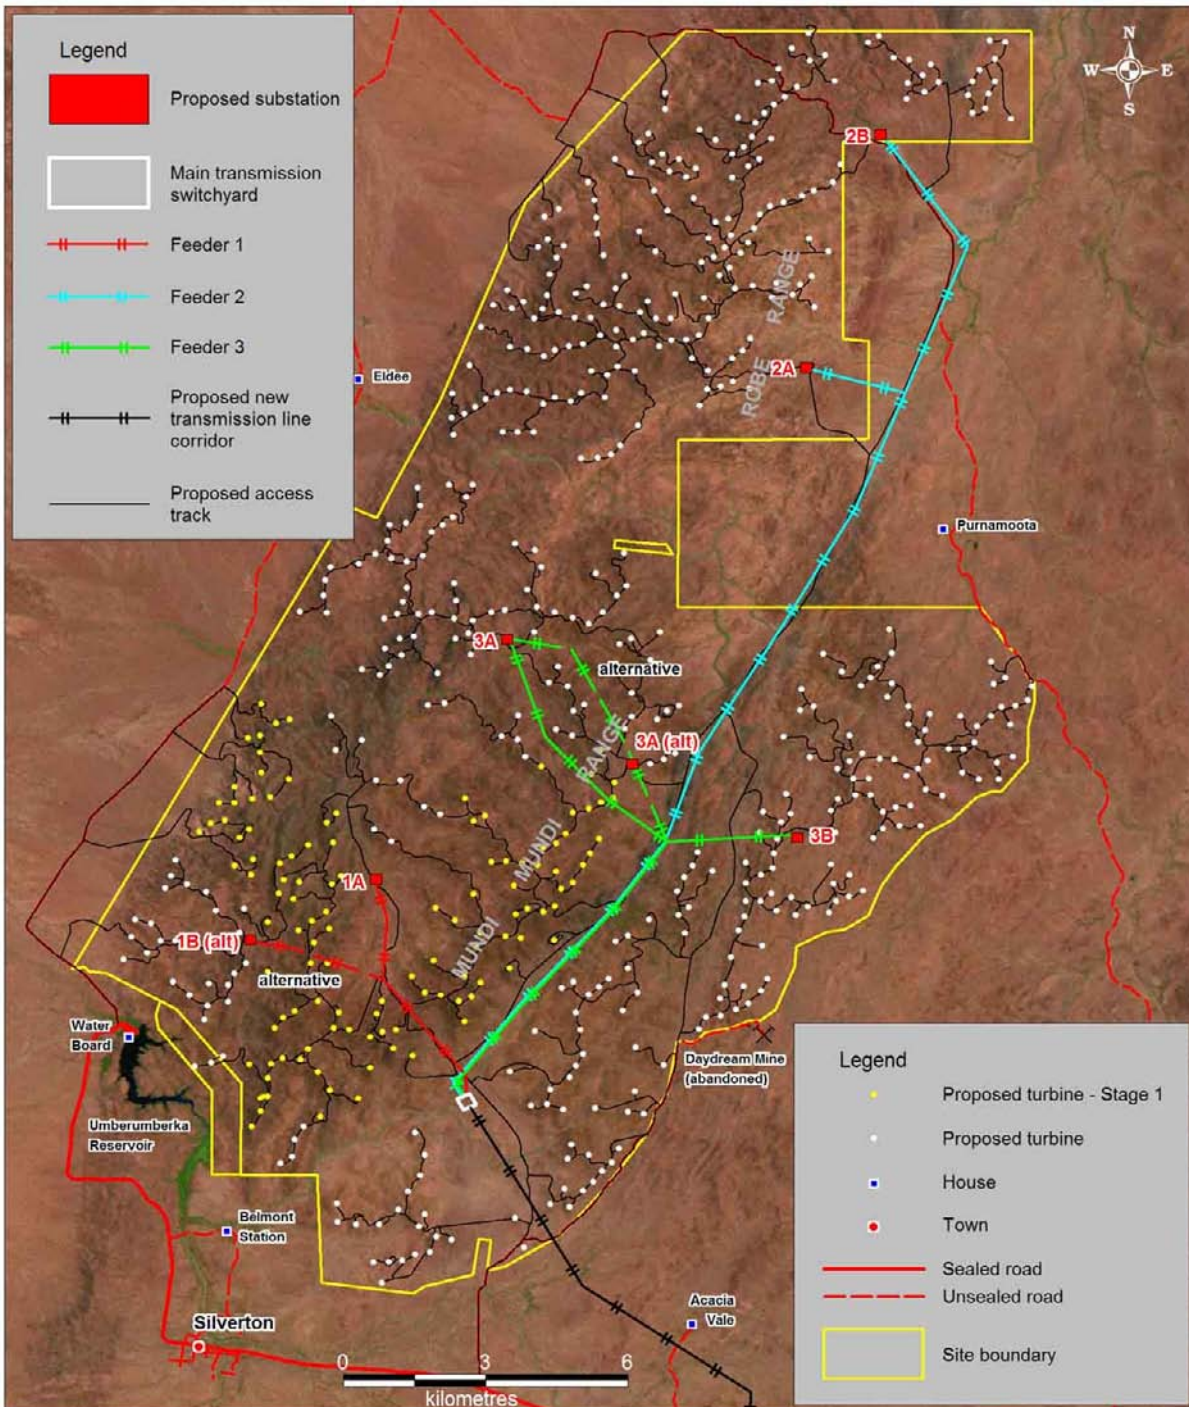 Legend
Proposed substation
Main transmission
switchyard
Feeder 1
Feeder 2
Feeder 3
Proposed new
transmission line
corridor
Proposed access
track
N
W
E
S
2B
ROBE RANGE
2A
Eldee
Purnamoota
3A
alternative
3A (alt)
RANGE
MUNDI
MUNDI
3B
1A
1B (alt)
alternative
Water
Board
Umberumberka
Reservoir
Daydream Mine
(abandoned)
Belmont
Station
Silverton
Acacia
Vale
0 3 6
kilometres
Legend
Proposed turbine - Stage 1
Proposed turbine
House
Town
Sealed road
Unsealed road
Site boundary